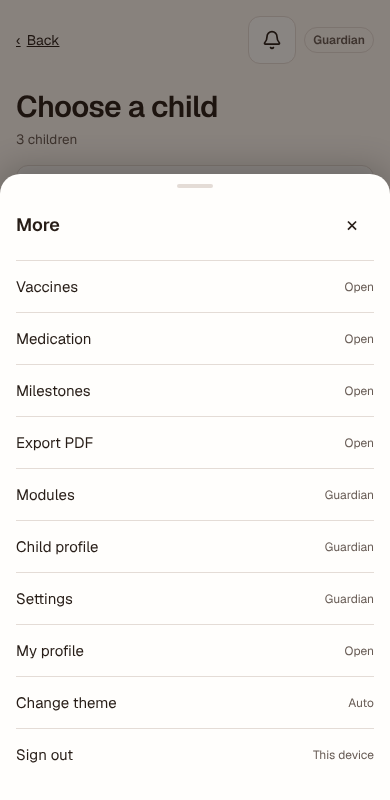 ‹ Back
Guardian
Choose a child
3 children
More
×
Vaccines Open
Medication Open
Milestones Open
Export PDF Open
Modules Guardian
Child profile Guardian
Settings Guardian
My profile Open
Change theme Auto
Sign out This device